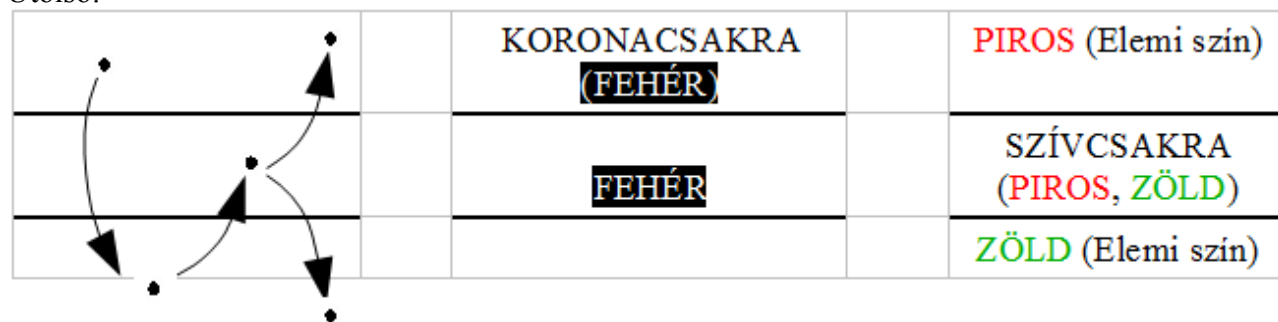 Utolsó:
KORONACSAKRA
(FEHÉR)
PIROS (Elemi szín)
FEHÉR
SZÍVCSAKRA
(PIROS, ZÖLD)
ZÖLD (Elemi szín)